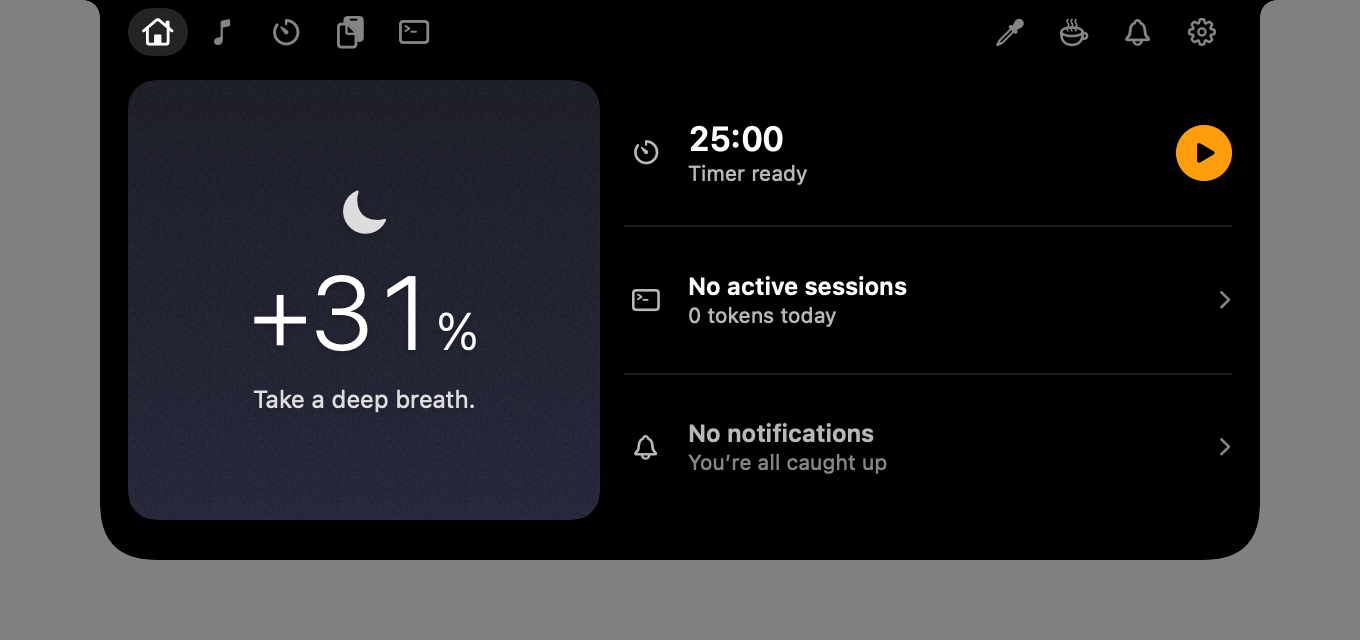 +31%
Take a deep breath.
25:00
Timer ready
No active sessions
0 tokens today
No notifications
You’re all caught up